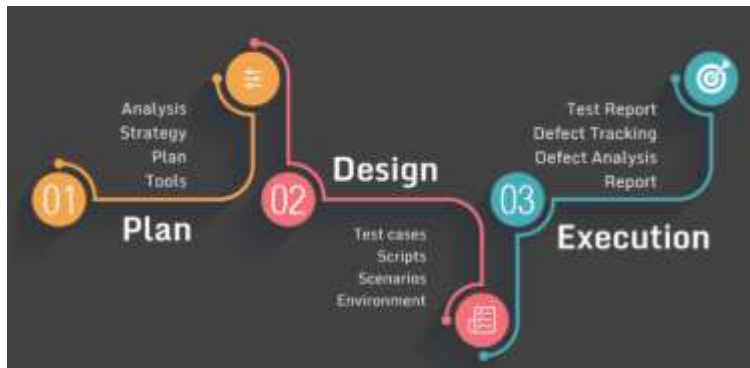 01
Plan
Analysis
Strategy
Plan
Tools
02
Design
Test cases
Scripts
Scenarios
Environment
03
Execution
Test Report
Defect Tracking
Defect Analysis
Report